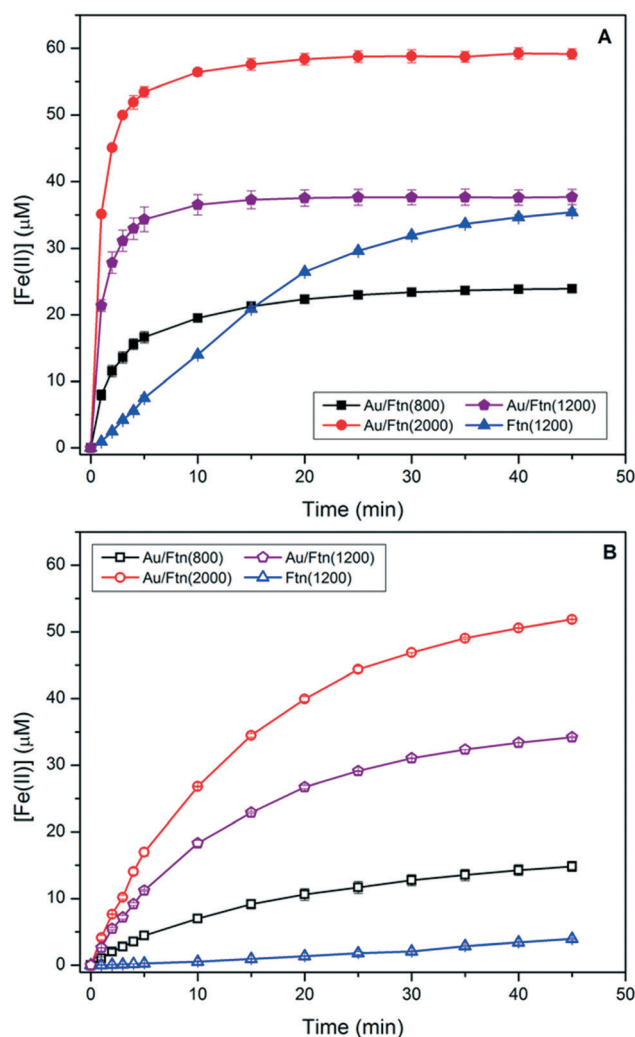 A
[Fe(II)] (μM)
60
50
40
30
20
10
0
Au/Ftn(800) Au/Ftn(1200)
Au/Ftn(2000) Ftn(1200)
0 10 20 30 40 50
Time (min)
B
Au/Ftn(800) Au/Ftn(1200)
Au/Ftn(2000) Ftn(1200)
[Fe(II)] (μM)
60
50
40
30
20
10
0
0 10 20 30 40 50
Time (min)